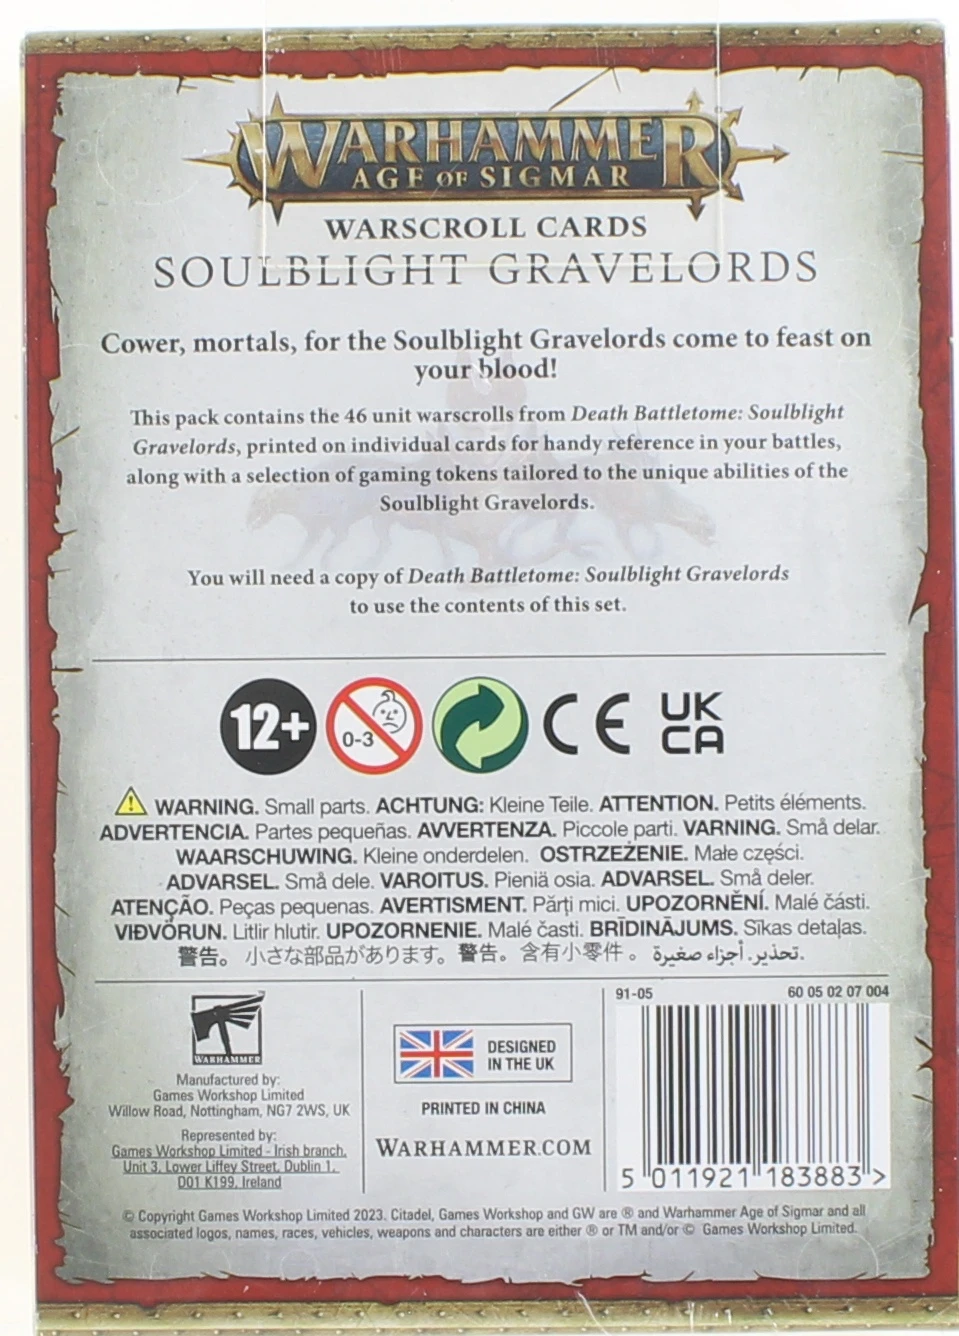 WARHAMMER
AGE OF SIGMAR
WARSCROLL CARDS
SOULBLIGHT GRAVELORDS
Cower, mortals, for the Soulblight Gravelords come to feast on
your blood!
This pack contains the 46 unit warscrolls from Death Battletome: Soulblight
Gravelords, printed on individual cards for handy reference in your battles,
along with a selection of gaming tokens tailored to the unique abilities of the
Soulblight Gravelords.
You will need a copy of Death Battletome: Soulblight Gravelords
to use the contents of this set.
12+
0-3
CE
UK
CA
WARNING. Small parts. ACHTUNG: Kleine Teile. ATTENTION. Petits éléments.
ADVERTENCIA. Partes pequeñas. AVVERTENZA. Piccole parti. VARNING. Små delar.
WAARSCHUWING. Kleine onderdelen. OSTRZEŻENIE. Małe części.
ADVARSEL. Små dele. VAROITUS. Pieniä osia. ADVARSEL. Små deler.
ATENÇÃO. Peças pequenas. AVERTISMENT. Părți mici. UPOZORNĚNÍ. Malé části.
VIÐVÖRUN. Litlir hlutir. UPOZORNENIE. Malé časti. BRĪDINĀJUMS. Sīkas detaļas.
警告。 小さな部品があります。警告。含有小零件 。 تحذير. أجزاء صغيرة.
91-05
60 05 02 07 004
WARHAMMER
Manufactured by:
Games Workshop Limited
Willow Road, Nottingham, NG7 2WS, UK
Represented by:
Games Workshop Limited - Irish branch,
Unit 3, Lower Liffey Street, Dublin 1,
D01 K199, Ireland
DESIGNED
IN THE UK
PRINTED IN CHINA
WARHAMMER.COM
5 011921 183883 >
© Copyright Games Workshop Limited 2023. Citadel, Games Workshop and GW are ® and Warhammer Age of Sigmar and all
associated logos, names, races, vehicles, weapons and characters are either ® or TM and/or © Games Workshop Limited.